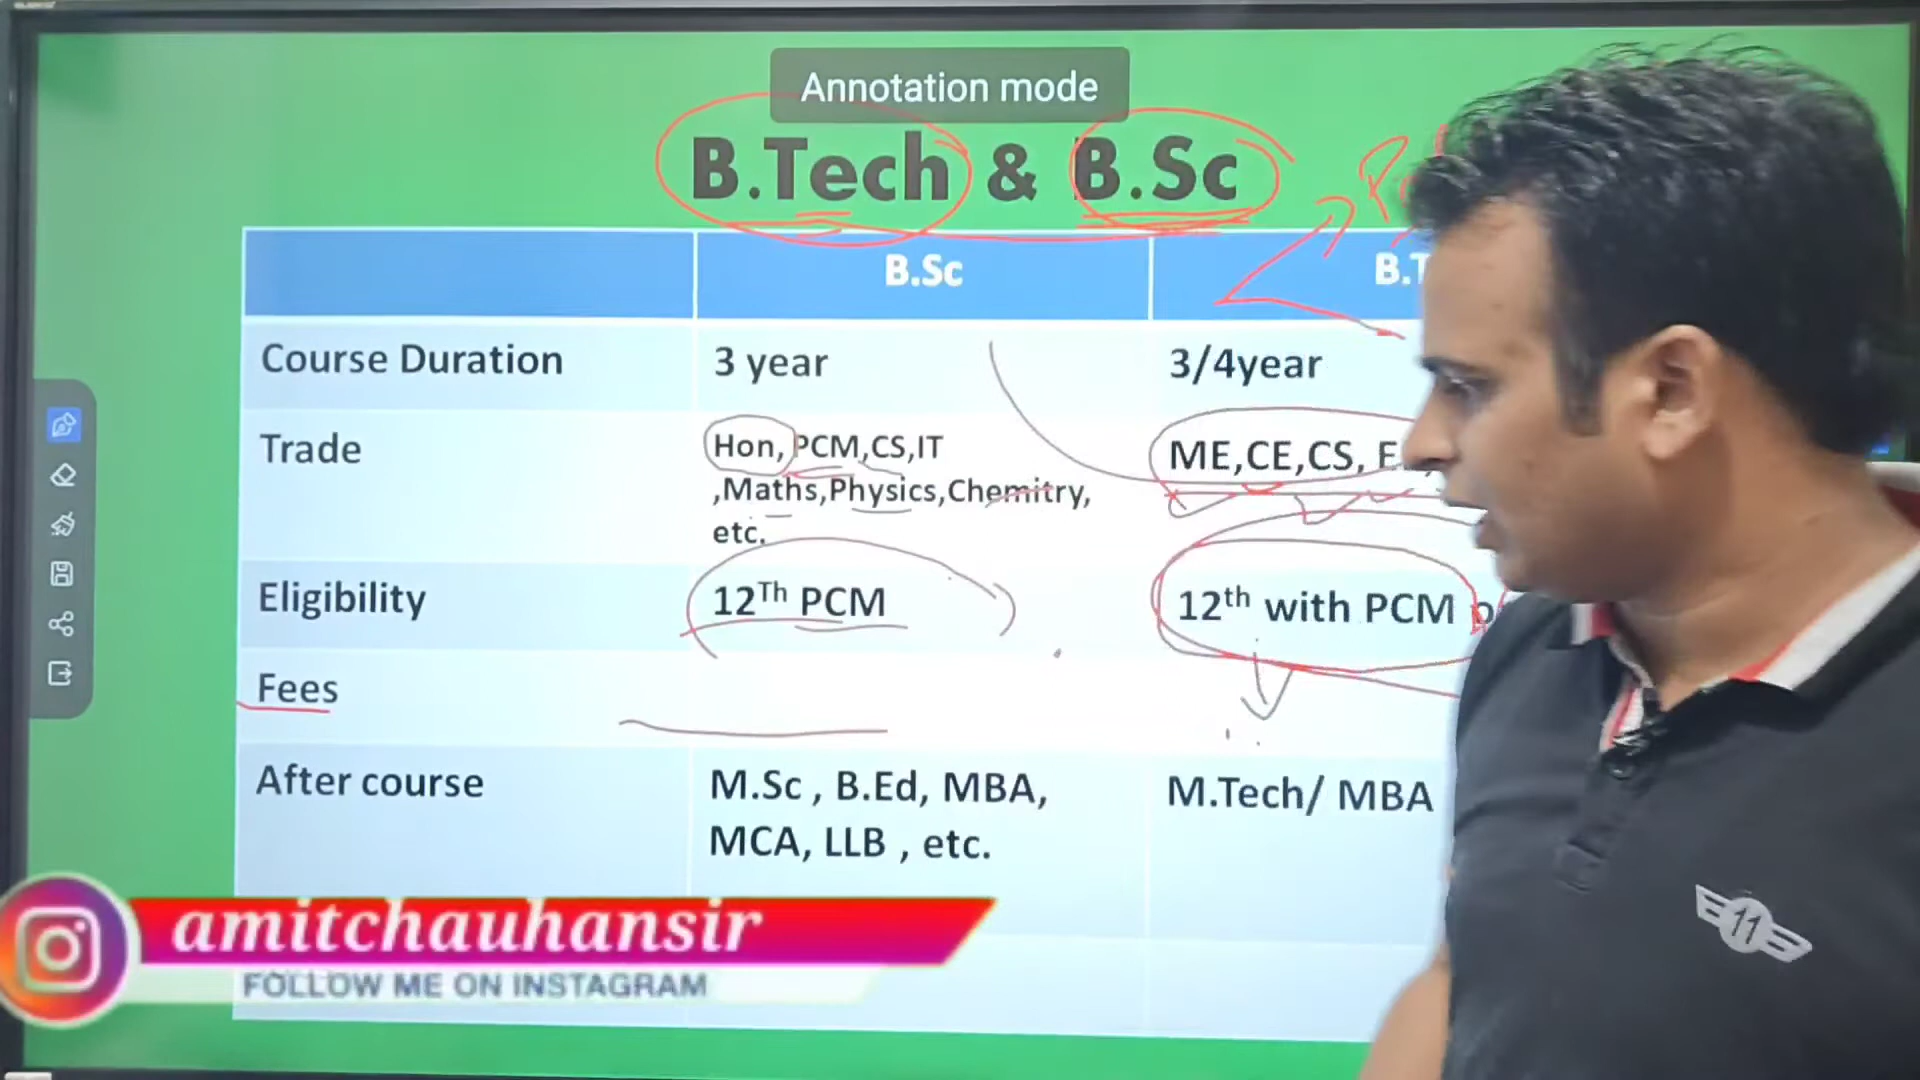 Annotation mode
B.Tech & B.Sc
B.Sc
Course Duration
3 year
3/4year
Trade
Hon, PCM,CS,IT
,Maths,Physics,Chemitry,
etc.
ME,CE,CS,
Eligibility
12Th PCM
12th with PCM
Fees
After course
M.Sc , B.Ed, MBA,
MCA, LLB , etc.
M.Tech/ MBA
amitchauhansir
FOLLOW ME ON INSTAGRAM
11